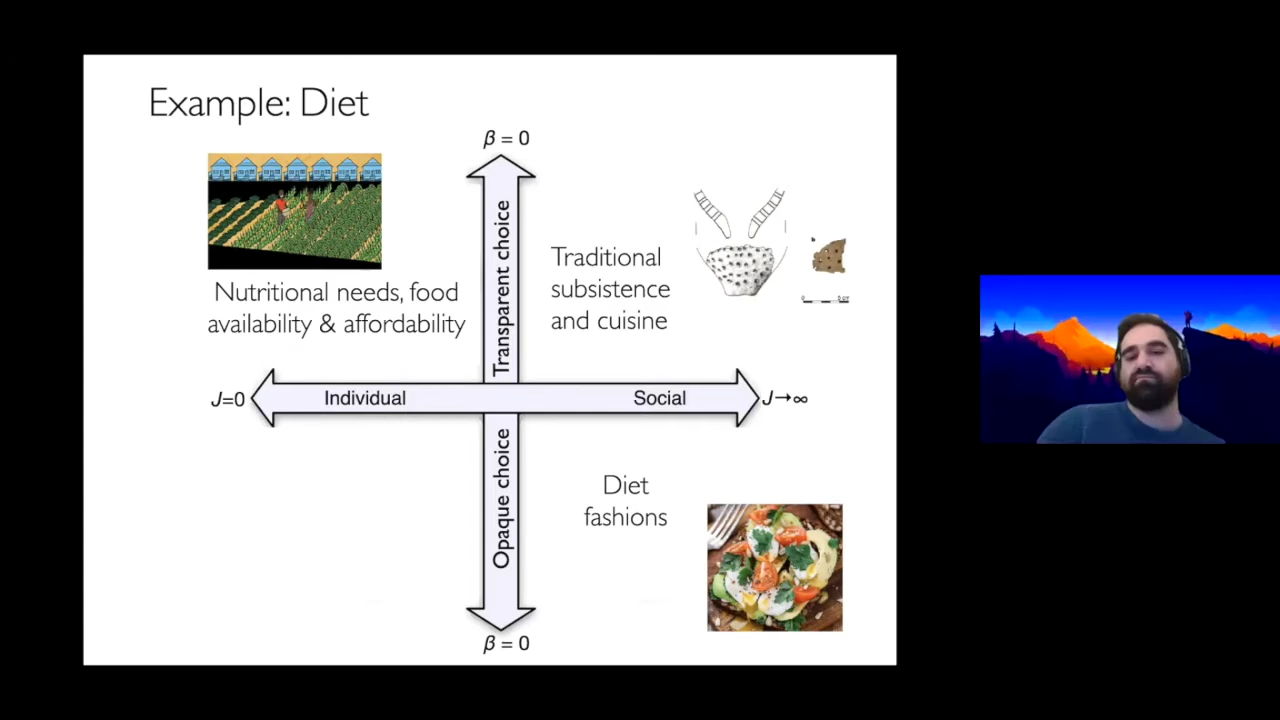 Example: Diet
β = 0
Transparent choice
Nutritional needs, food
availability & affordability
Traditional
subsistence
and cuisine
J=0
Individual
Social
J→∞
Opaque choice
Diet
fashions
β = 0